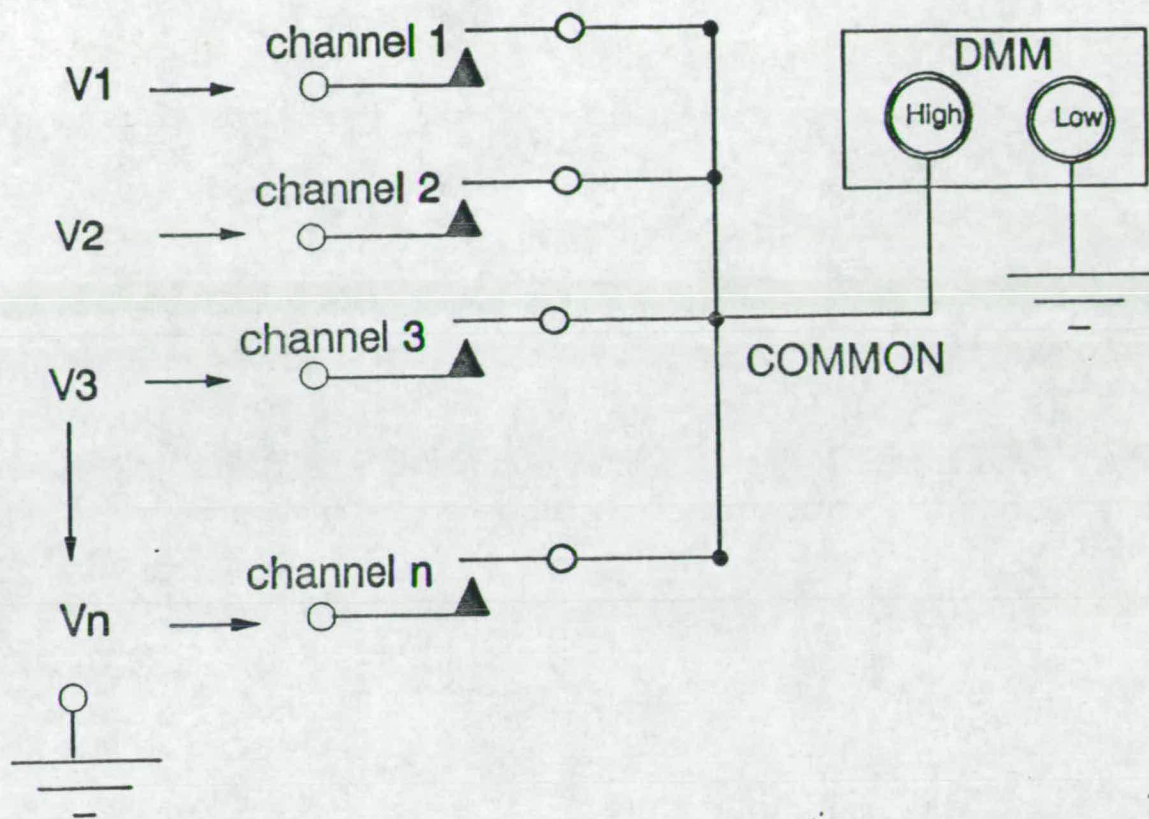 channel 1
V1
DMM
High
Low
channel 2
V2
channel 3
V3
COMMON
channel n
Vn